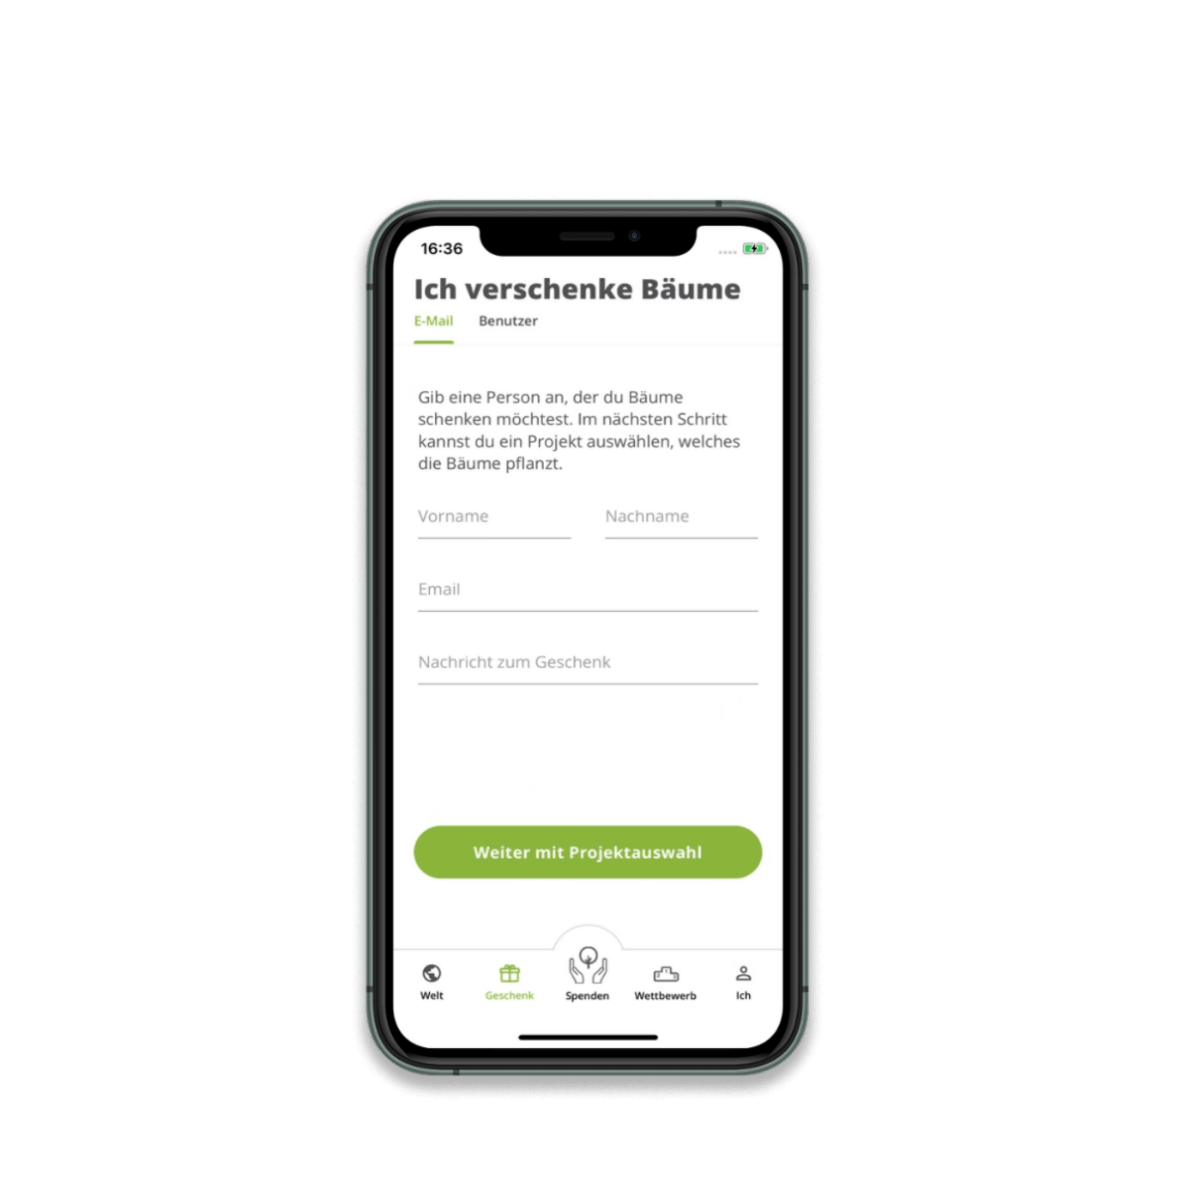 16:36
Ich verschenke Bäume
E-Mail Benutzer
Gib eine Person an, der du Bäume
schenken möchtest. Im nächsten Schritt
kannst du ein Projekt auswählen, welches
die Bäume pflanzt.
Vorname Nachname
Email
Nachricht zum Geschenk
Weiter mit Projektauswahl
Welt Geschenk Spenden Wettbewerb Ich